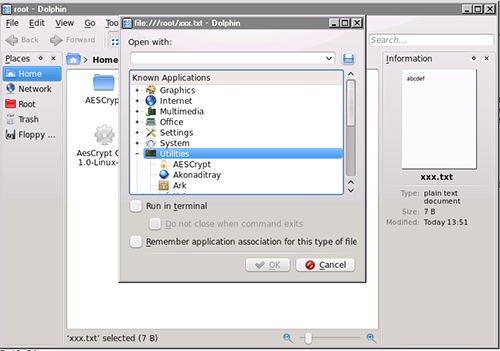 root - Dolphin
File Edit View Go Too
Back Forward
Search...
Places
Home
Network
Root
Trash
Floppy ...
Home
AESCrypt
AesCrypt G
1.0-Linux-
file:///root/xxx.txt - Dolphin
Open with:
Known Applications
Graphics
Internet
Multimedia
Office
Settings
System
Utilities
AESCrypt
Akonaditray
Ark
Run in terminal
Do not close when command exits
Remember application association for this type of file
OK Cancel
Information
abcdef
xxx.txt
Type: plain text
document
Size: 7 B
Modified: Today 13:51
'xxx.txt' selected (7 B)